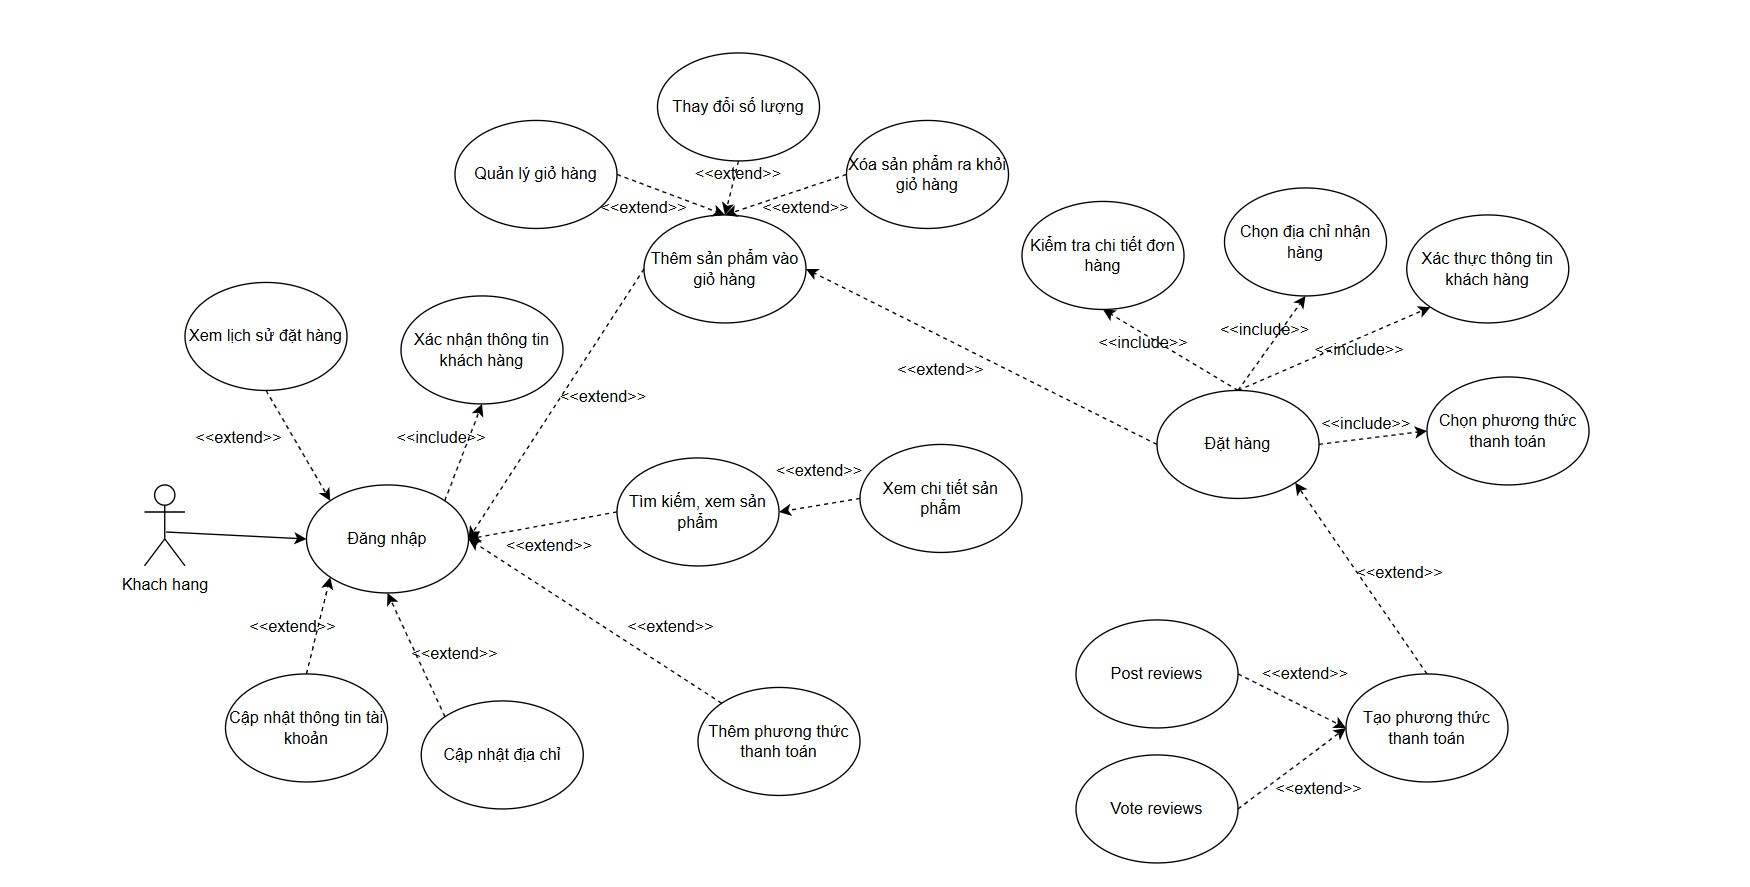 Thay đổi số lượng
Quản lý giỏ hàng
<<extend>>
Xóa sản phẩm ra khỏi
giỏ hàng
<<extend>>
<<extend>>
Thêm sản phẩm vào
giỏ hàng
Kiểm tra chi tiết đơn
hàng
Chọn địa chỉ nhận
hàng
Xác thực thông tin
khách hàng
Xem lịch sử đặt hàng
Xác nhận thông tin
khách hàng
<<include>>
<<include>>
<<include>>
<<extend>>
<<extend>>
<<extend>>
<<include>>
<<include>>
Chọn phương thức
thanh toán
Đặt hàng
<<extend>>
Tìm kiếm, xem sản
phẩm
Xem chi tiết sản
phẩm
Đăng nhập
<<extend>>
Khach hang
<<extend>>
<<extend>>
<<extend>>
<<extend>>
Post reviews
<<extend>>
Cập nhật thông tin tài
khoản
Cập nhật địa chỉ
Thêm phương thức
thanh toán
Tạo phương thức
thanh toán
Vote reviews
<<extend>>